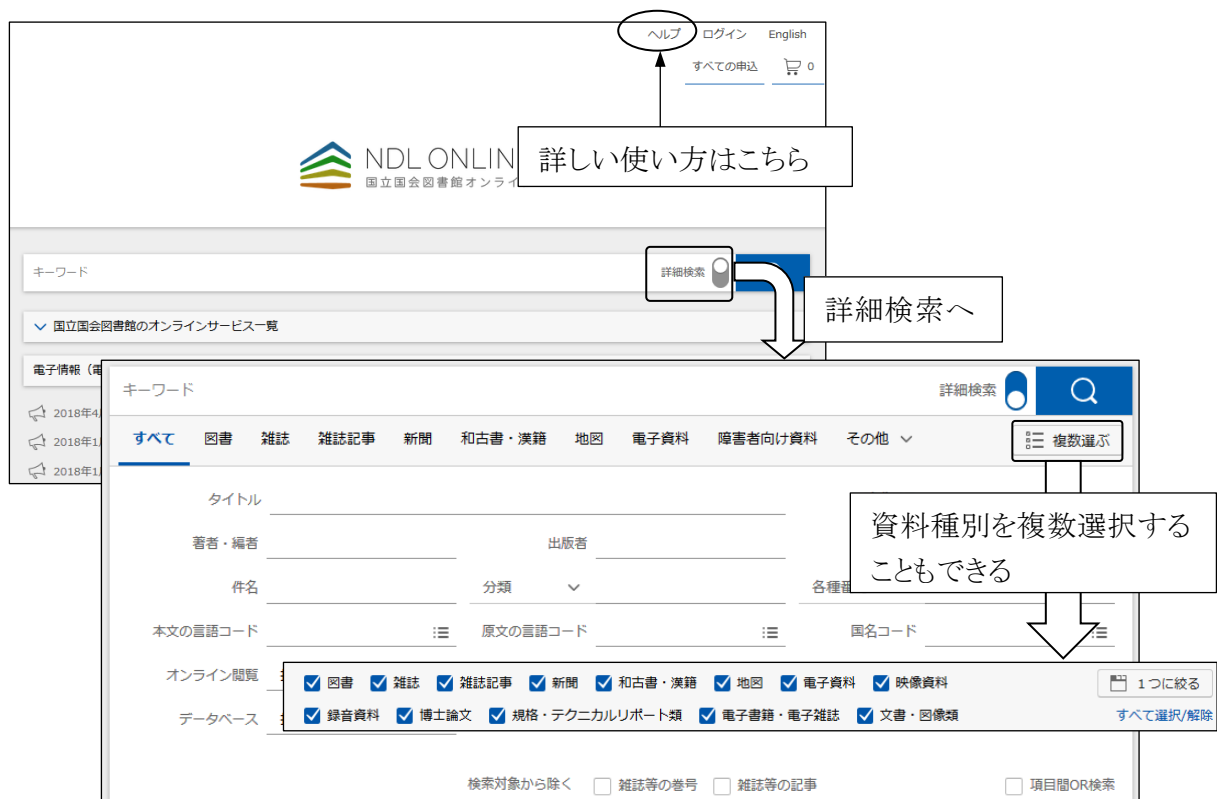 ヘルプ ログイン English
すべての申込 0
詳しい使い方はこちら
NDL ONLIN
国立国会図書館オンライ
キーワード 詳細検索
詳細検索へ
国立国会図書館のオンラインサービス一覧
電子情報（電
2018年4
2018年1
2018年1
キーワード 詳細検索
すべて 図書 雑誌 雑誌記事 新聞 和古書・漢籍 地図 電子資料 障害者向け資料 その他 複数選ぶ
タイトル
資料種別を複数選択する
こともできる
著者・編者 出版者
件名 分類 各種番
本文の言語コード 原文の言語コード 国名コード
オンライン閲覧
図書 雑誌 雑誌記事 新聞 和古書・漢籍 地図 電子資料 映像資料 1つに絞る
データベース
録音資料 博士論文 規格・テクニカルリポート類 電子書籍・電子雑誌 文書・図像類 すべて選択/解除
検索対象から除く 雑誌等の巻号 雑誌等の記事 項目間OR検索